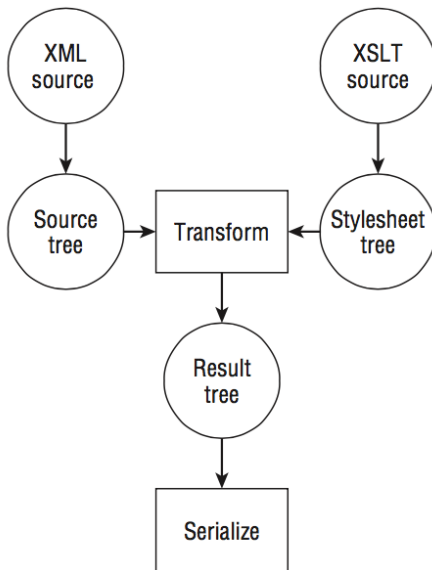 XML
source
XSLT
source
Source
tree
Transform
Stylesheet
tree
Result
tree
Serialize